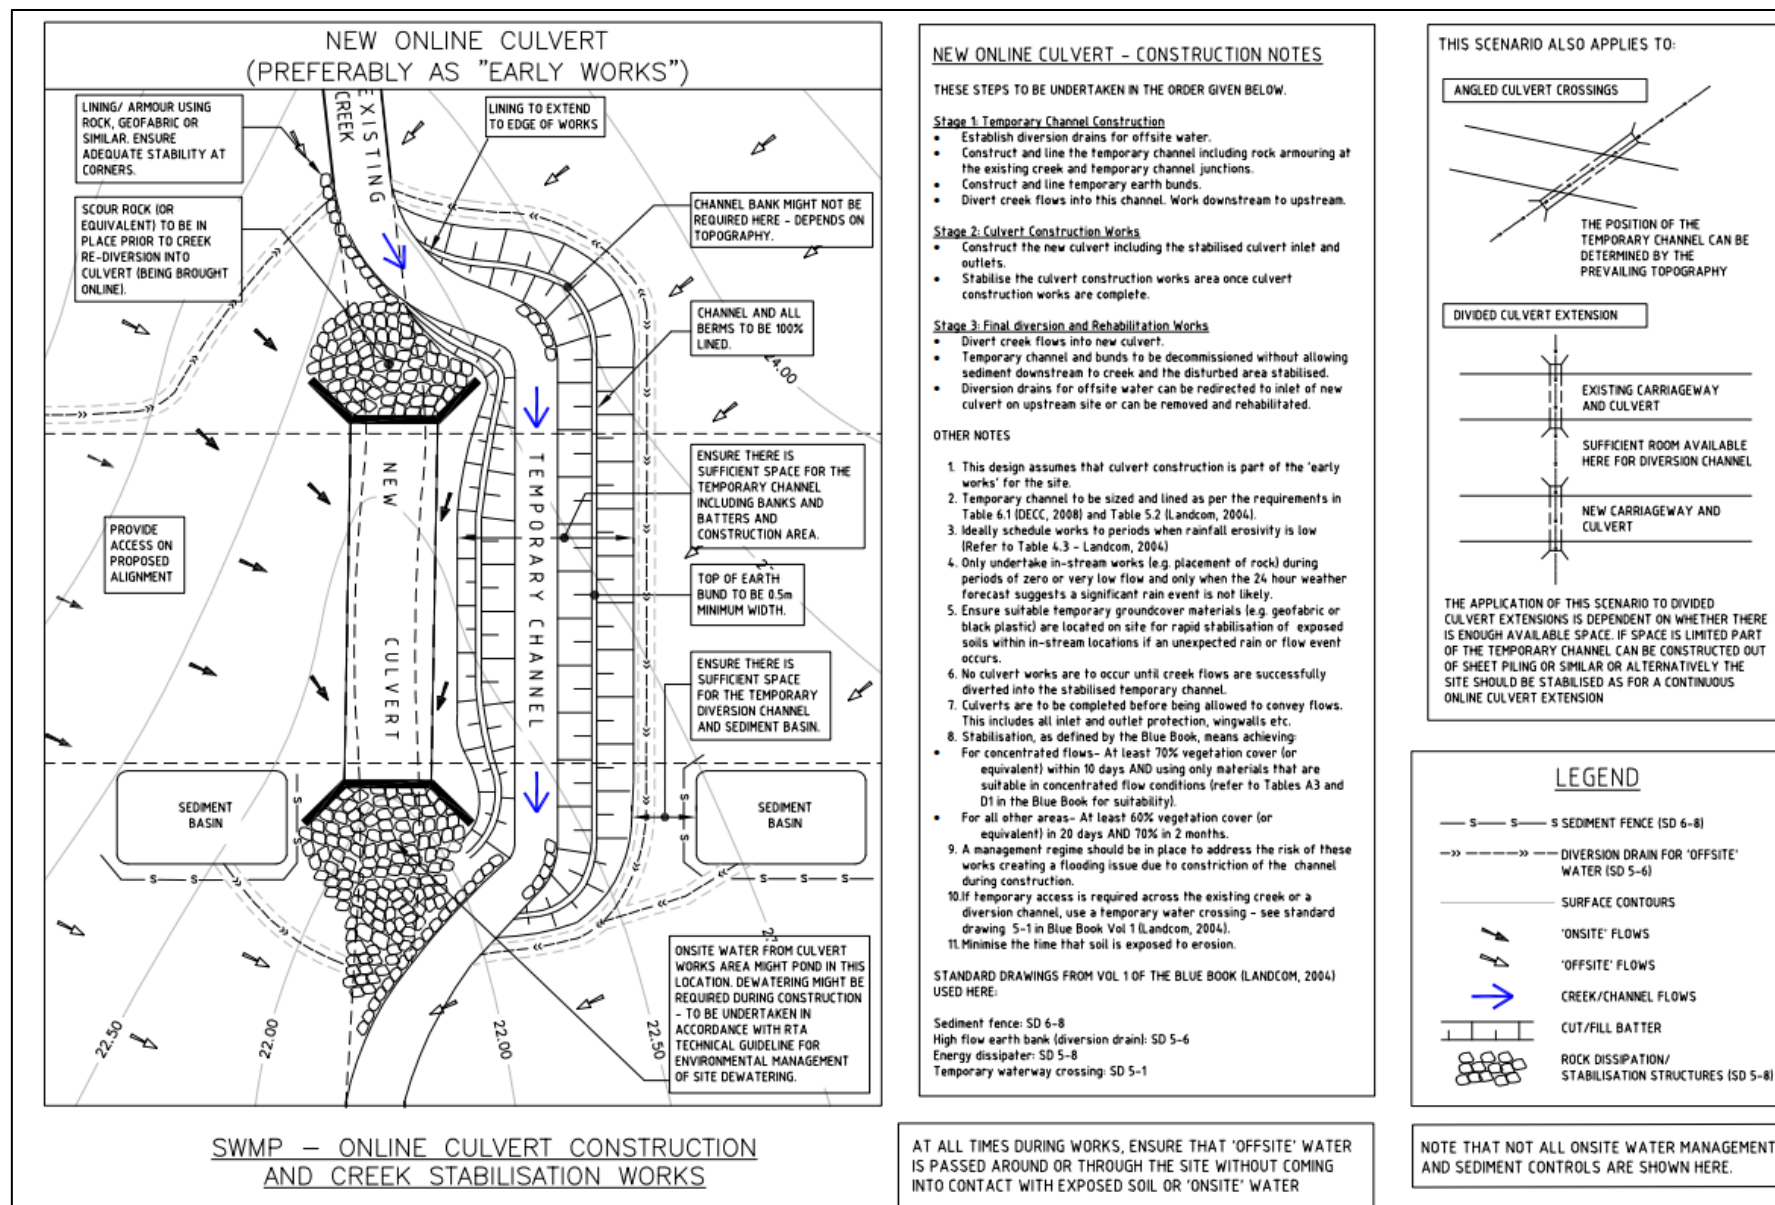 NEW ONLINE CULVERT
(PREFERABLY AS "EARLY WORKS")
LINING/ ARMOUR USING
ROCK, GEOFABRIC OR
SIMILAR. ENSURE
ADEQUATE STABILITY AT
CORNERS.
EXISTING
CREEK
LINING TO EXTEND
TO EDGE OF WORKS
SCOUR ROCK (OR
EQUIVALENT) TO BE IN
PLACE PRIOR TO CREEK
RE-DIVERSION INTO
CULVERT (BEING BROUGHT
ONLINE).
CHANNEL BANK MIGHT NOT BE
REQUIRED HERE - DEPENDS ON
TOPOGRAPHY.
CHANNEL AND ALL
BERMS TO BE 100%
LINED.
24.00
ENSURE THERE IS
SUFFICIENT SPACE FOR THE
TEMPORARY CHANNEL
INCLUDING BANKS AND
BATTERS AND
CONSTRUCTION AREA.
PROVIDE
ACCESS ON
PROPOSED
ALIGNMENT
NEW CULVERT
TEMPORARY CHANNEL
TOP OF EARTH
BUND TO BE 0.5m
MINIMUM WIDTH.
ENSURE THERE IS
SUFFICIENT SPACE
FOR THE TEMPORARY
DIVERSION CHANNEL
AND SEDIMENT BASIN.
SEDIMENT
BASIN
SEDIMENT
BASIN
S
S
S
S
S
S
S
S
S
ONSITE WATER FROM CULVERT
WORKS AREA MIGHT POND IN THIS
LOCATION. DEWATERING MIGHT BE
REQUIRED DURING CONSTRUCTION
- TO BE UNDERTAKEN IN
ACCORDANCE WITH RTA
TECHNICAL GUIDELINE FOR
ENVIRONMENTAL MANAGEMENT
OF SITE DEWATERING.
22.50
22.00
22.00
22.50
SWMP - ONLINE CULVERT CONSTRUCTION
AND CREEK STABILISATION WORKS
NEW ONLINE CULVERT - CONSTRUCTION NOTES
THESE STEPS TO BE UNDERTAKEN IN THE ORDER GIVEN BELOW.
Stage 1: Temporary Channel Construction
• Establish diversion drains for offsite water.
• Construct and line the temporary channel including rock armouring at
the existing creek and temporary channel junctions.
• Construct and line temporary earth bunds.
• Divert creek flows into this channel. Work downstream to upstream.
Stage 2: Culvert Construction Works
• Construct the new culvert including the stabilised culvert inlet and
outlets.
• Stabilise the culvert construction works area once culvert
construction works are complete.
Stage 3: Final diversion and Rehabilitation Works
• Divert creek flows into new culvert.
• Temporary channel and bunds to be decommissioned without allowing
sediment downstream to creek and the disturbed area stabilised.
• Diversion drains for offsite water can be redirected to inlet of new
culvert on upstream site or can be removed and rehabilitated.
OTHER NOTES
1. This design assumes that culvert construction is part of the 'early
works' for the site.
2. Temporary channel to be sized and lined as per the requirements in
Table 6.1 (DECC, 2008) and Table 5.2 (Landcom, 2004).
3. Ideally schedule works to periods when rainfall erosivity is low
(Refer to Table 4.3 - Landcom, 2004)
4. Only undertake in-stream works (e.g. placement of rock) during
periods of zero or very low flow and only when the 24 hour weather
forecast suggests a significant rain event is not likely.
5. Ensure suitable temporary groundcover materials (e.g. geofabric or
black plastic) are located on site for rapid stabilisation of exposed
soils within in-stream locations if an unexpected rain or flow event
occurs.
6. No culvert works are to occur until creek flows are successfully
diverted into the stabilised temporary channel.
7. Culverts are to be completed before being allowed to convey flows.
This includes all inlet and outlet protection, wingwalls etc.
8. Stabilisation, as defined by the Blue Book, means achieving:
• For concentrated flows- At least 70% vegetation cover (or
equivalent) within 10 days AND using only materials that are
suitable in concentrated flow conditions (refer to Tables A3 and
D1 in the Blue Book for suitability).
• For all other areas- At least 60% vegetation cover (or
equivalent) in 20 days AND 70% in 2 months.
9. A management regime should be in place to address the risk of these
works creating a flooding issue due to constriction of the channel
during construction.
10.If temporary access is required across the existing creek or a
diversion channel, use a temporary water crossing - see standard
drawing 5-1 in Blue Book Vol 1 (Landcom, 2004).
11. Minimise the time that soil is exposed to erosion.
STANDARD DRAWINGS FROM VOL 1 OF THE BLUE BOOK (LANDCOM, 2004)
USED HERE:
Sediment fence: SD 6-8
High flow earth bank (diversion drain): SD 5-6
Energy dissipater: SD 5-8
Temporary waterway crossing: SD 5-1
AT ALL TIMES DURING WORKS, ENSURE THAT 'OFFSITE' WATER
IS PASSED AROUND OR THROUGH THE SITE WITHOUT COMING
INTO CONTACT WITH EXPOSED SOIL OR 'ONSITE' WATER
THIS SCENARIO ALSO APPLIES TO:
ANGLED CULVERT CROSSINGS
THE POSITION OF THE
TEMPORARY CHANNEL CAN BE
DETERMINED BY THE
PREVAILING TOPOGRAPHY
DIVIDED CULVERT EXTENSION
EXISTING CARRIAGEWAY
AND CULVERT
SUFFICIENT ROOM AVAILABLE
HERE FOR DIVERSION CHANNEL
NEW CARRIAGEWAY AND
CULVERT
THE APPLICATION OF THIS SCENARIO TO DIVIDED
CULVERT EXTENSIONS IS DEPENDENT ON WHETHER THERE
IS ENOUGH AVAILABLE SPACE. IF SPACE IS LIMITED PART
OF THE TEMPORARY CHANNEL CAN BE CONSTRUCTED OUT
OF SHEET PILING OR SIMILAR OR ALTERNATIVELY THE
SITE SHOULD BE STABILISED AS FOR A CONTINUOUS
ONLINE CULVERT EXTENSION
LEGEND
S S S SEDIMENT FENCE (SD 6-8)
DIVERSION DRAIN FOR 'OFFSITE'
WATER (SD 5-6)
SURFACE CONTOURS
'ONSITE' FLOWS
'OFFSITE' FLOWS
CREEK/CHANNEL FLOWS
CUT/FILL BATTER
ROCK DISSIPATION/
STABILISATION STRUCTURES (SD 5-8)
NOTE THAT NOT ALL ONSITE WATER MANAGEMENT
AND SEDIMENT CONTROLS ARE SHOWN HERE.